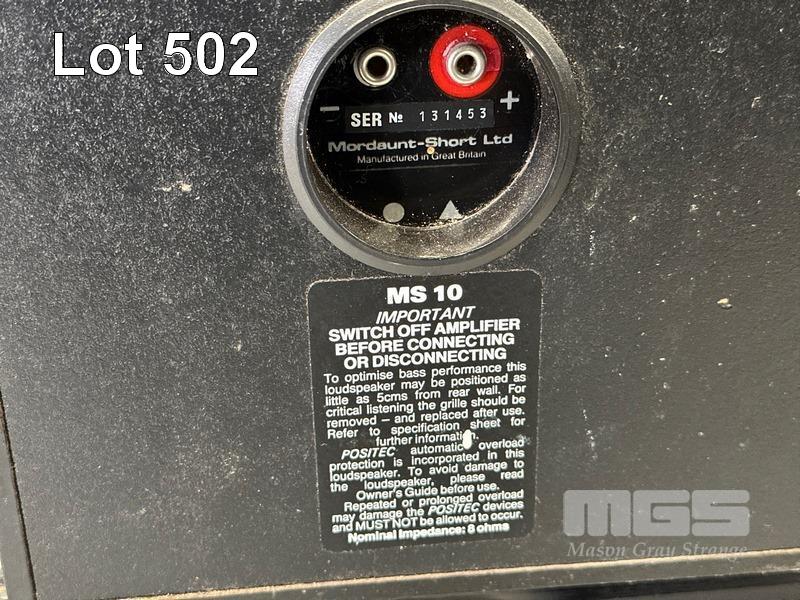 Lot 502
− +
SER Nº 131453
Mordaunt-Short Ltd
Manufactured in Great Britain
MS 10
IMPORTANT
SWITCH OFF AMPLIFIER
BEFORE CONNECTING
OR DISCONNECTING
To optimise bass performance this
loudspeaker may be positioned as
little as 5cms from rear wall. For
critical listening the grille should be
removed – and replaced after use.
Refer to specification sheet for
further information.
POSITEC automatic overload
protection is incorporated in this
loudspeaker. To avoid damage to
the loudspeaker, please read
Owner's Guide before use.
Repeated or prolonged overload
may damage the POSITEC devices
and MUST NOT be allowed to occur.
Nominal Impedance: 8 ohms
MGS
Mason Gray Strange